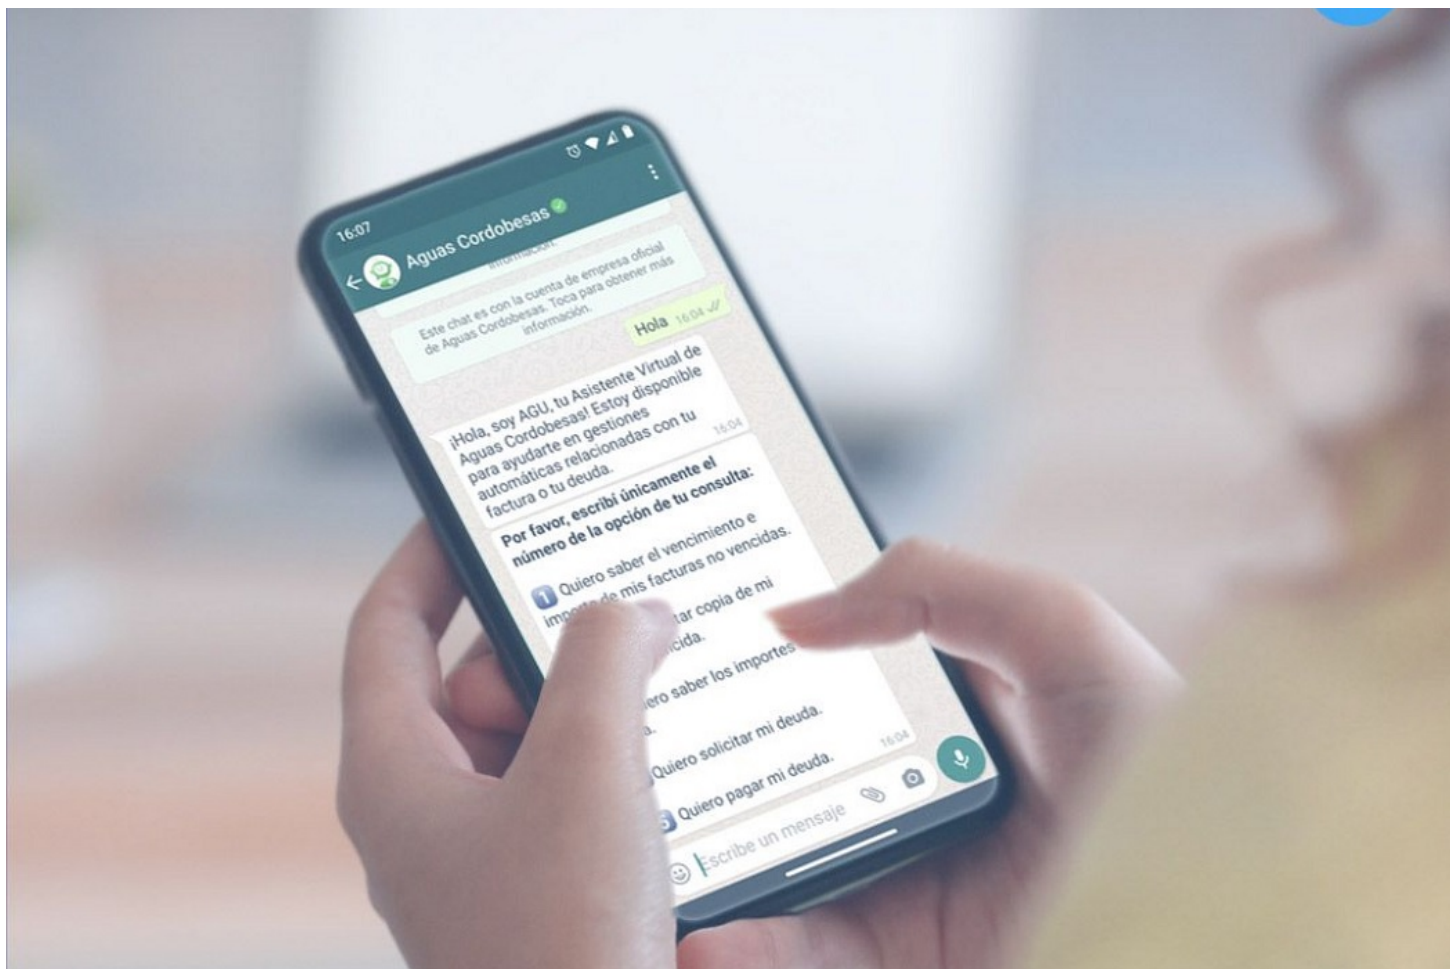 16:07
Aguas Cordobesas
información.
Este chat es con la cuenta de empresa oficial
de Aguas Cordobesas. Toca para obtener más
información.
Hola 16:04
¡Hola, soy AGU, tu Asistente Virtual de
Aguas Cordobesas! Estoy disponible
para ayudarte en gestiones
automáticas relacionadas con tu
factura o tu deuda.
16:04
Por favor, escribí únicamente el
número de la opción de tu consulta:
1 Quiero saber el vencimiento e
importe de mis facturas no vencidas.
copia de mi
saber los importes
Quiero solicitar mi deuda.
5 Quiero pagar mi deuda.
16:04
Escribe un mensaje